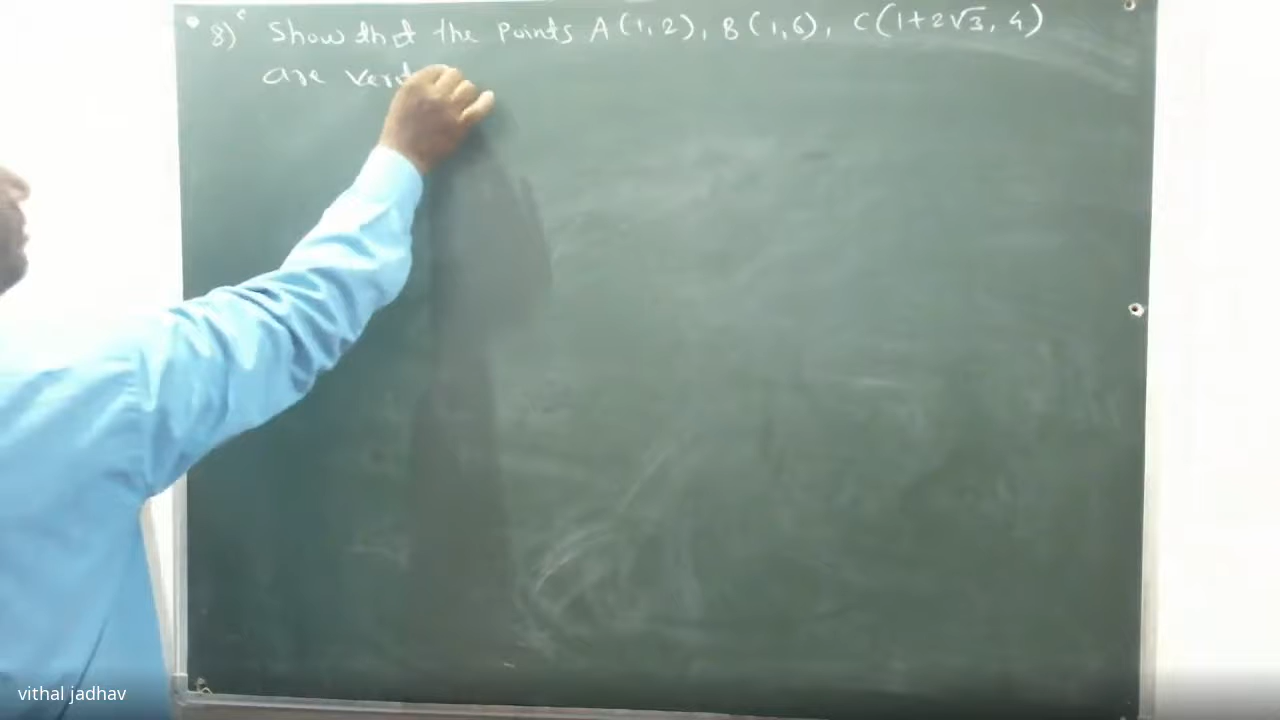 8) Show that the points A(1,2), B(1,6), C(1+2√3, 4)
are vert
vithal jadhav